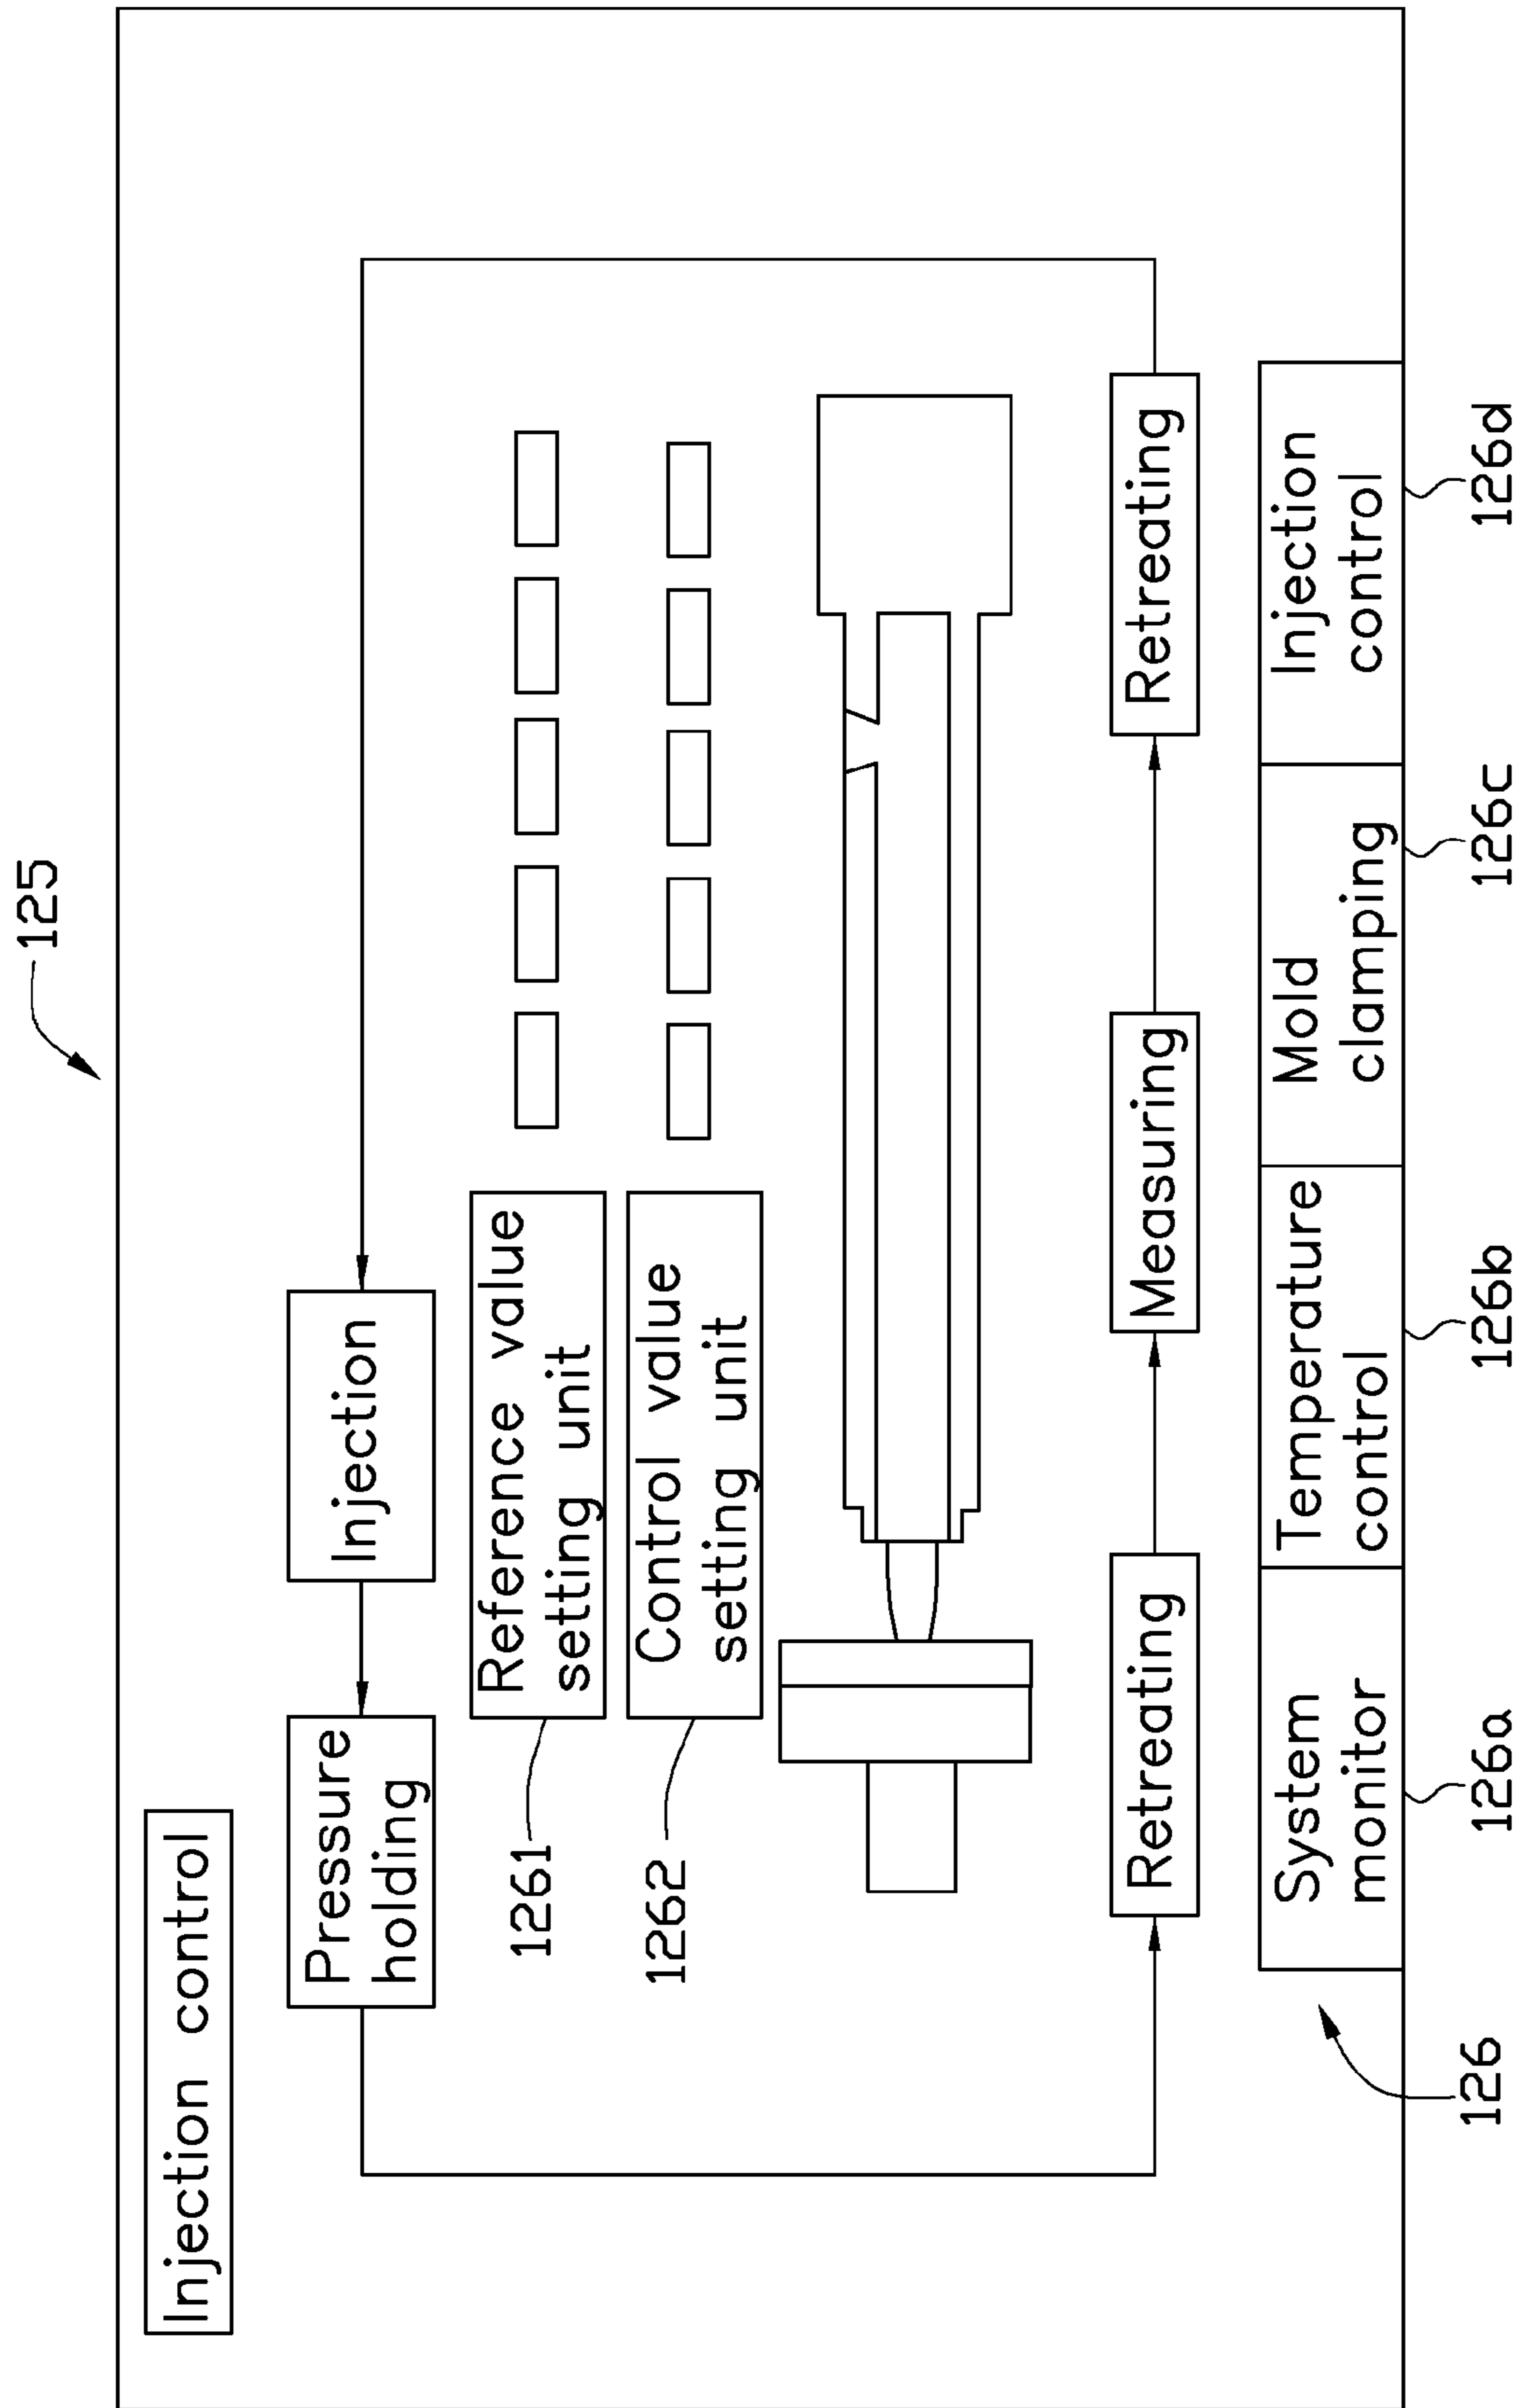 125
Injection control
Pressure
holding
Injection
1261
Reference value
setting unit
1262
Control value
setting unit
Retreating
Measuring
Retreating
System
monitor
Temperature
control
Mold
clamping
Injection
control
126
126a
126b
126c
126d